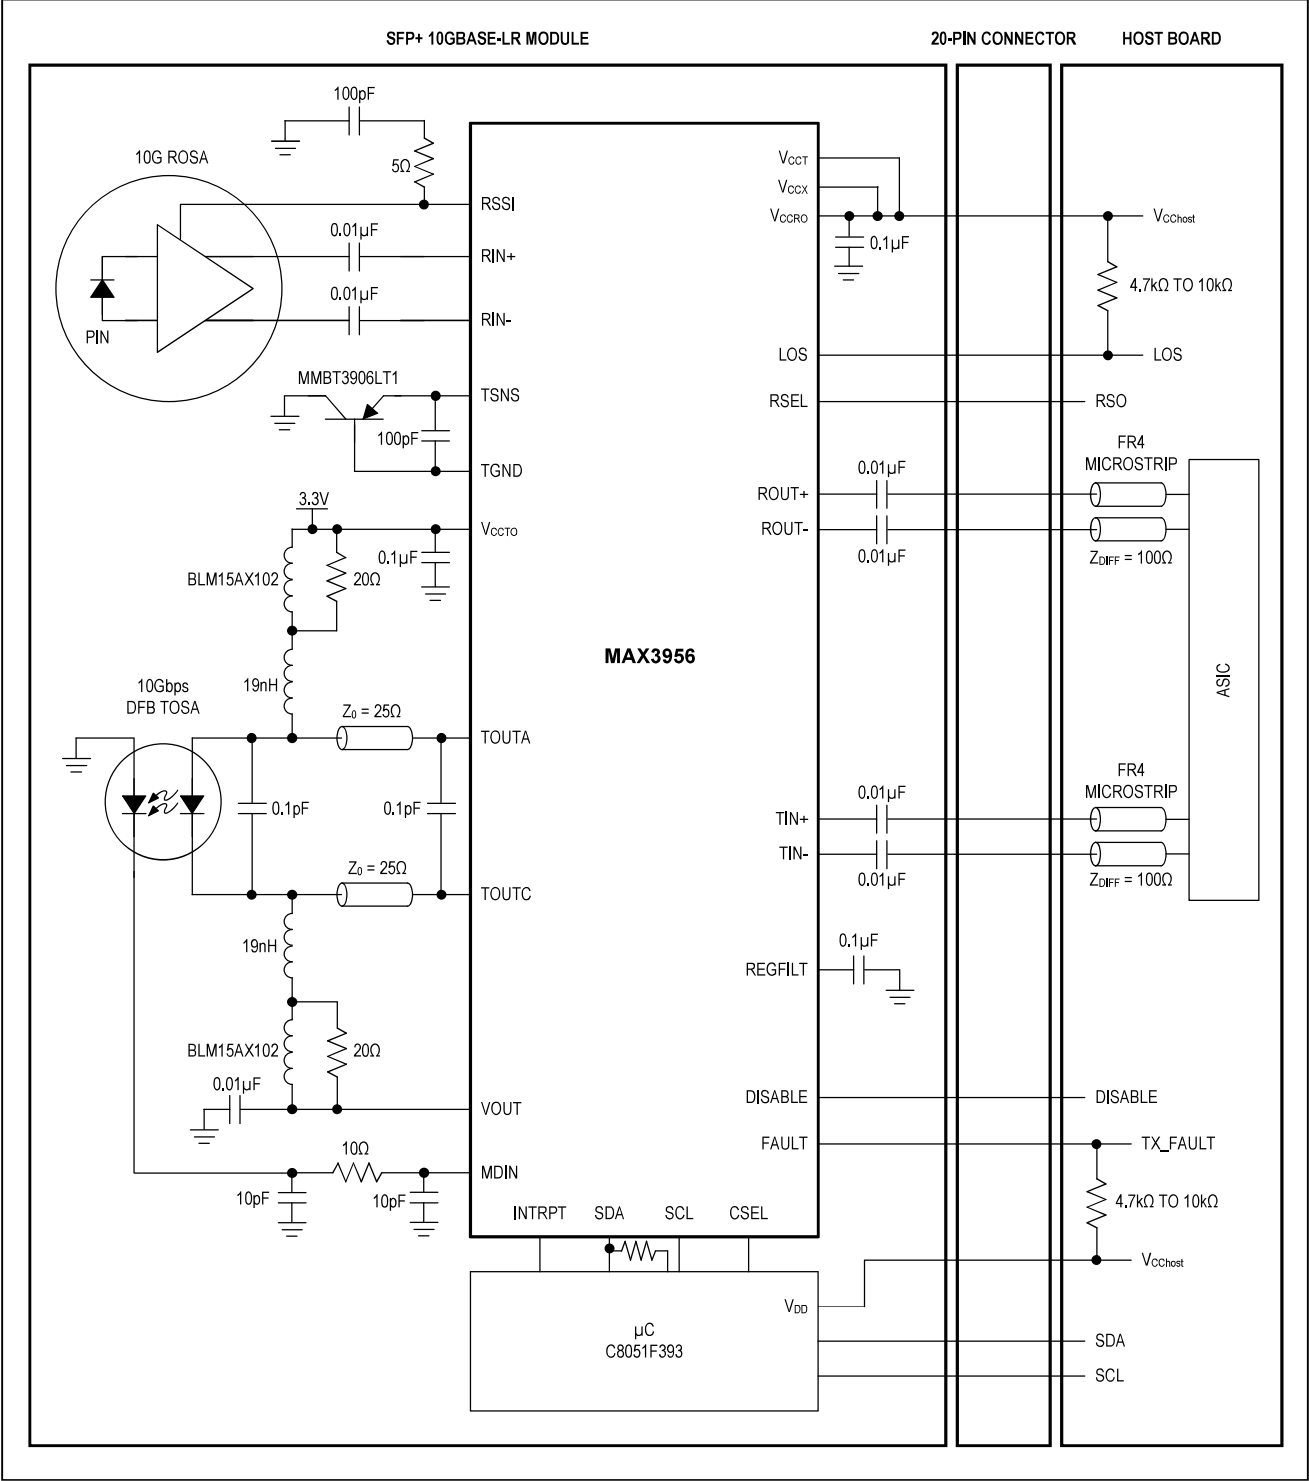 SFP+ 10GBASE-LR MODULE
20-PIN CONNECTOR
HOST BOARD
100pF
10G ROSA
5Ω
RSSI
0.01µF
RIN+
0.01µF
RIN-
PIN
MMBT3906LT1
TSNS
100pF
TGND
3.3V
VCCTO
0.1µF
BLM15AX102
20Ω
19nH
10Gbps
DFB TOSA
Z0 = 25Ω
TOUTA
0.1pF
0.1pF
Z0 = 25Ω
TOUTC
19nH
BLM15AX102
20Ω
0.01µF
VOUT
10Ω
MDIN
10pF
10pF
MAX3956
VCCT
VCCX
VCCRO
0.1µF
VCChost
4.7kΩ TO 10kΩ
LOS
LOS
RSEL
RSO
FR4
MICROSTRIP
0.01µF
ROUT+
ROUT-
0.01µF
ZDIFF = 100Ω
ASIC
FR4
MICROSTRIP
0.01µF
TIN+
TIN-
0.01µF
ZDIFF = 100Ω
0.1µF
REGFILT
DISABLE
DISABLE
FAULT
TX_FAULT
4.7kΩ TO 10kΩ
VCChost
INTRPT
SDA
SCL
CSEL
VDD
µC
C8051F393
SDA
SCL